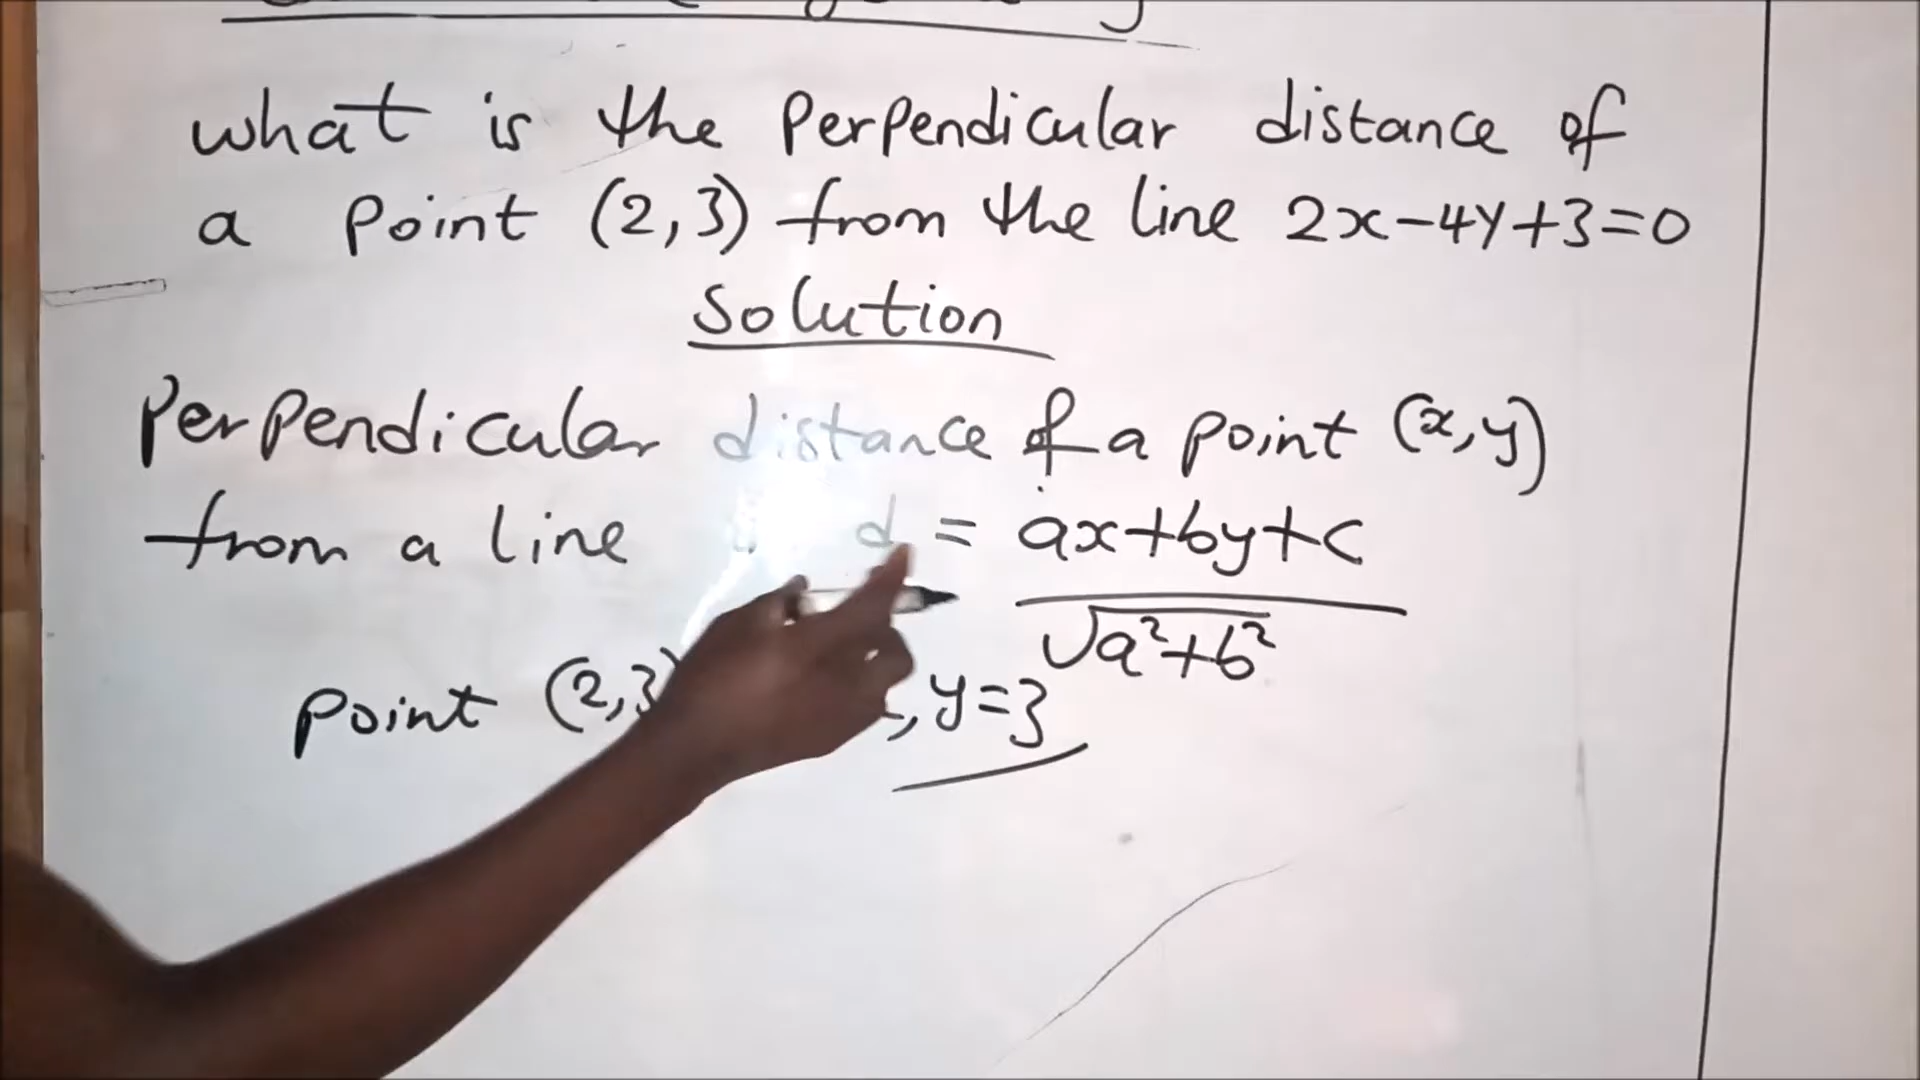 what is the perpendicular distance of
a point (2,3) from the line 2x-4y+3=0
Solution
Perpendicular distance of a point (x,y)
from a line d = ax+by+c
√a²+b²
point (2,3) , y=3